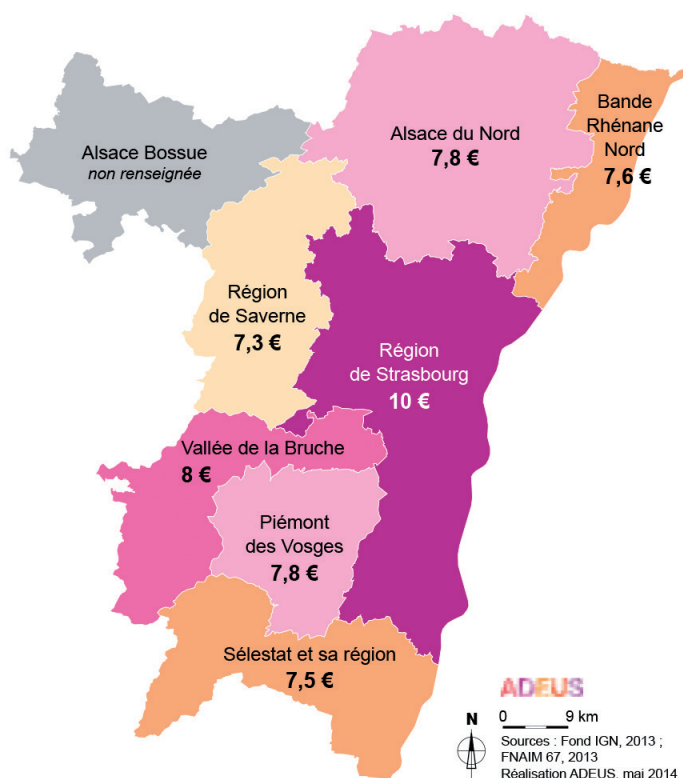 Alsace Bossue
non renseignée
Alsace du Nord
7,8 €
Bande
Rhénane
Nord
7,6 €
Région
de Saverne
7,3 €
Région
de Strasbourg
10 €
Vallée de la Bruche
8 €
Piémont
des Vosges
7,8 €
Sélestat et sa région
7,5 €
ADEUS
N
0 9 km
Sources : Fond IGN, 2013 ;
FNAIM 67, 2013
Réalisation ADEUS, mai 2014